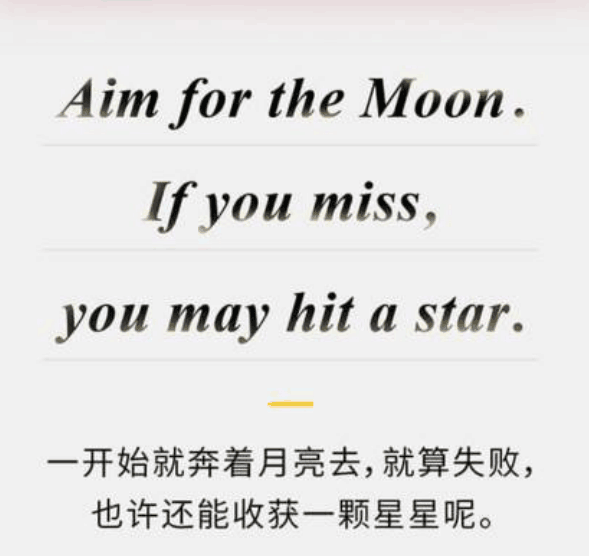 Aim for the Moon.
If you miss,
you may hit a star.
一开始就奔着月亮去，就算失败，
也许还能收获一颗星星呢。